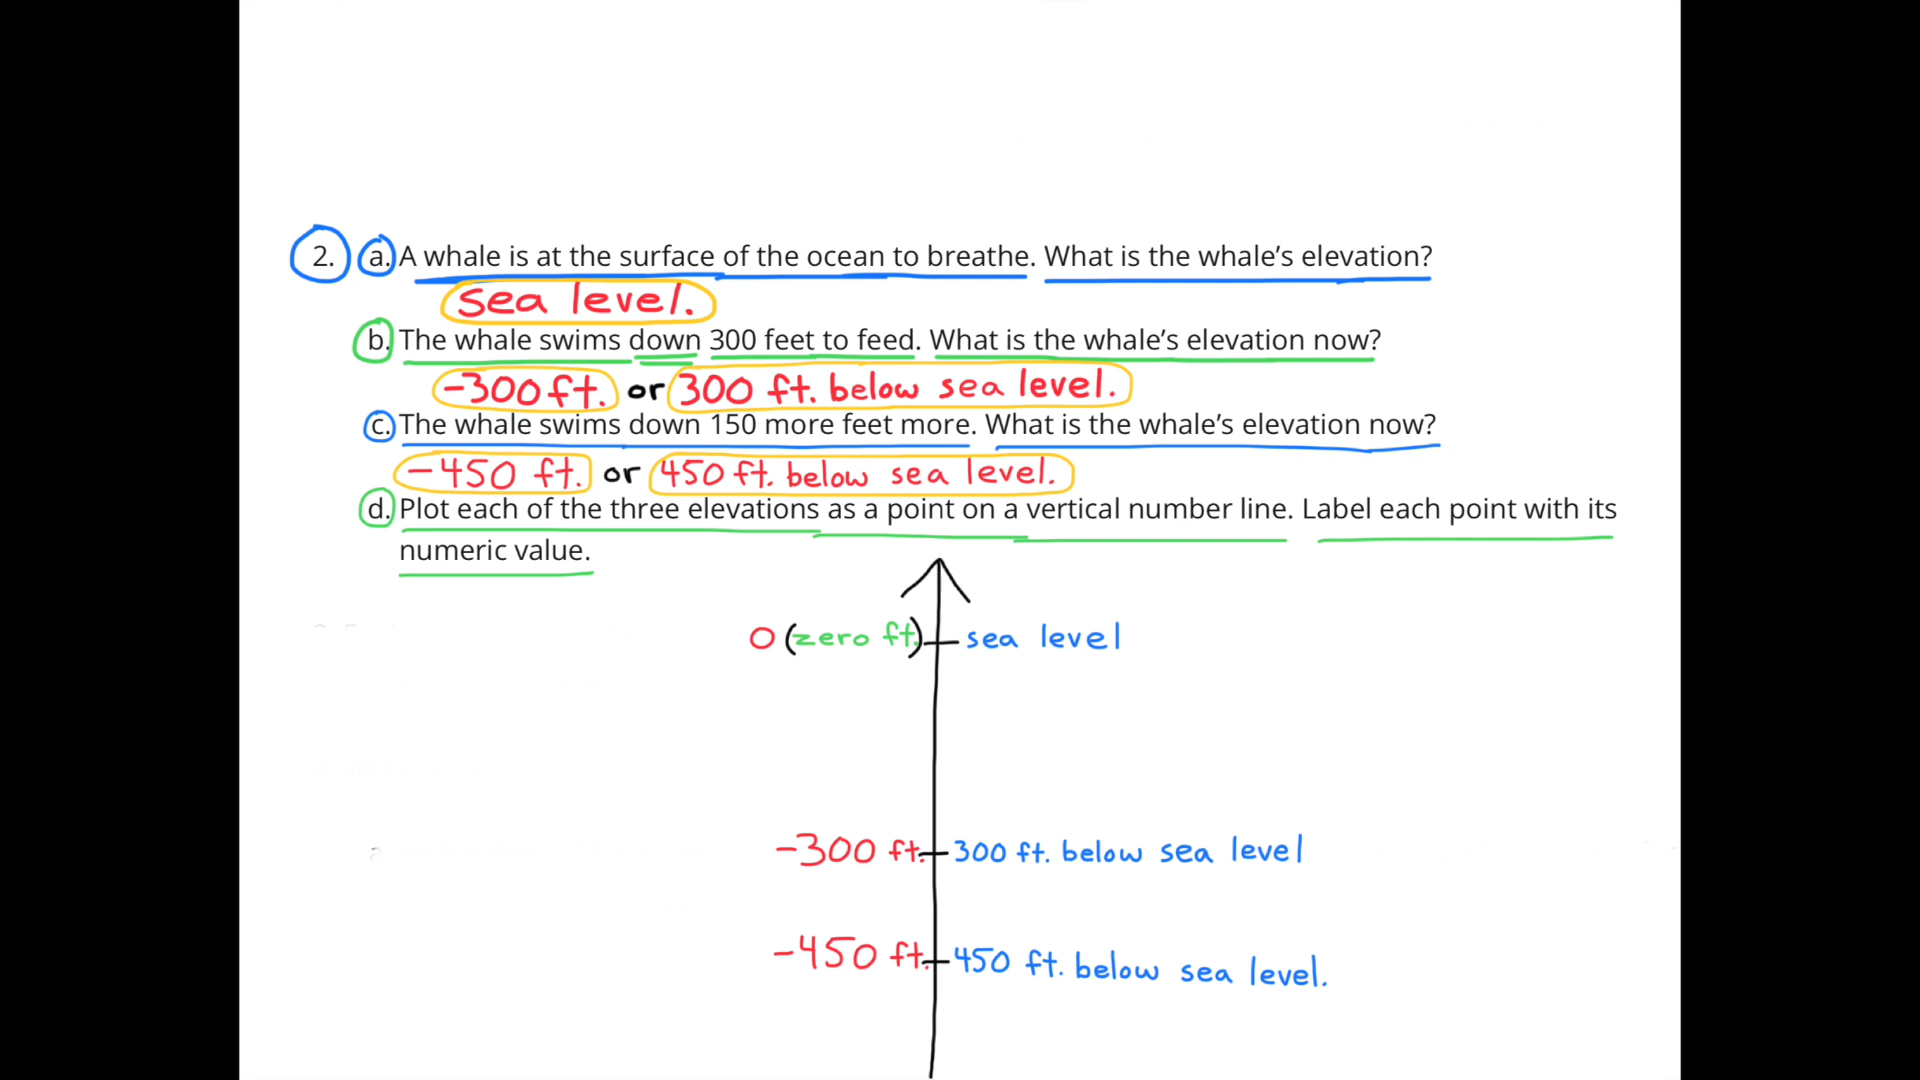 2. a. A whale is at the surface of the ocean to breathe. What is the whale’s elevation?
sea level.
b. The whale swims down 300 feet to feed. What is the whale’s elevation now?
-300 ft. or 300 ft. below sea level.
c. The whale swims down 150 more feet more. What is the whale’s elevation now?
-450 ft. or 450 ft. below sea level.
d. Plot each of the three elevations as a point on a vertical number line. Label each point with its
numeric value.
0 (zero ft.) sea level
-300 ft. 300 ft. below sea level
-450 ft. 450 ft. below sea level.